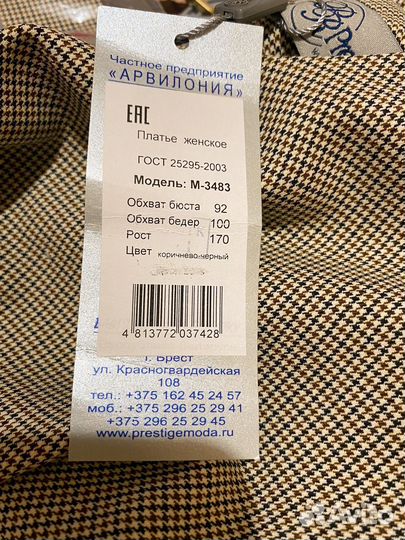 Частное предприятие
«АРВИЛОНИЯ»
EAC
Платье женское
ГОСТ 25295-2003
Модель: М-3483
Обхват бюста 92
Обхват бедер 100
Рост 170
Цвет коричнево-черный
4 813772 037428
г. Брест
ул. Красногвардейская
108
тел.: +375 162 45 24 57
моб.: +375 296 25 29 41
+375 296 25 29 45
www.prestigemoda.ru
Avito